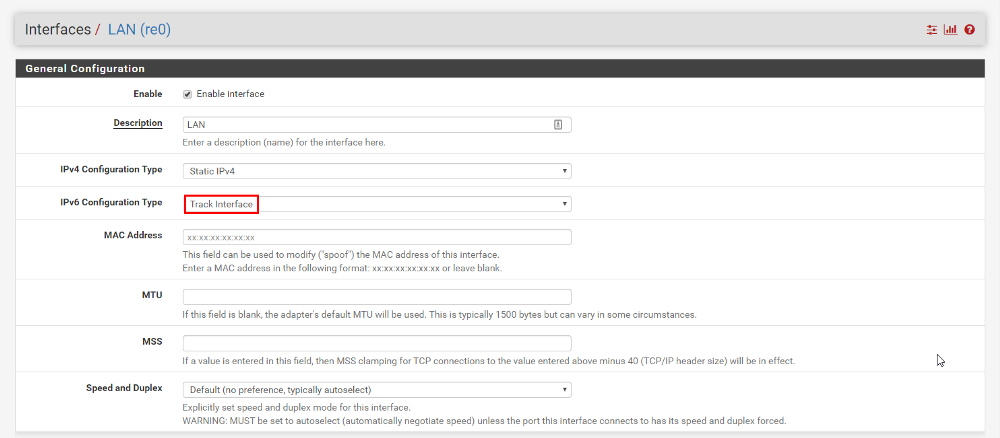 Interfaces / LAN (re0)
General Configuration
Enable Enable interface
Description LAN
Enter a description (name) for the interface here.
IPv4 Configuration Type Static IPv4
IPv6 Configuration Type Track Interface
MAC Address xx:xx:xx:xx:xx:xx
This field can be used to modify ("spoof") the MAC address of this interface.
Enter a MAC address in the following format: xx:xx:xx:xx:xx:xx or leave blank.
MTU
If this field is blank, the adapter's default MTU will be used. This is typically 1500 bytes but can vary in some circumstances.
MSS
If a value is entered in this field, then MSS clamping for TCP connections to the value entered above minus 40 (TCP/IP header size) will be in effect.
Speed and Duplex Default (no preference, typically autoselect)
Explicitly set speed and duplex mode for this interface.
WARNING: MUST be set to autoselect (automatically negotiate speed) unless the port this interface connects to has its speed and duplex forced.